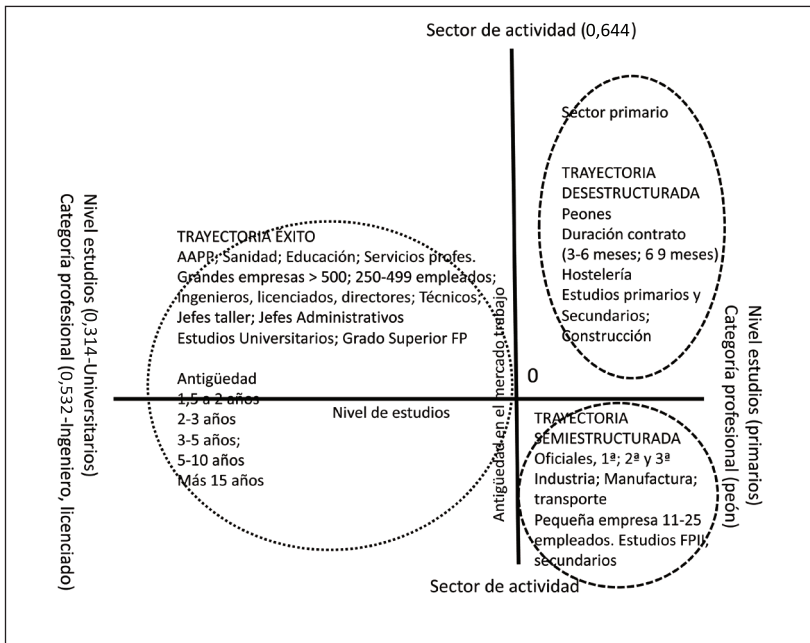 Sector de actividad (0,644)
Nivel estudios (0,314-Universitarios)
Categoría profesional (0,532-Ingeniero, licenciado)
TRAYECTORIA ÉXITO
AAPP; Sanidad; Educación; Servicios profes.
Grandes empresas > 500; 250-499 empleados;
Ingenieros, licenciados, directores; Técnicos;
Jefes taller; Jefes Administrativos
Estudios Universitarios; Grado Superior FP
Antigüedad
1,5 a 2 años
2-3 años
3-5 años;
5-10 años
Más 15 años
Nivel de estudios
Antigüedad en el mercado trabajo
0
Sector primario
TRAYECTORIA
DESESTRUCTURADA
Peones
Duración contrato
(3-6 meses; 6 9 meses)
Hostelería
Estudios primarios y
Secundarios;
Construcción
Nivel estudios (primarios)
Categoría profesional (peón)
TRAYECTORIA
SEMIESTRUCTURADA
Oficiales, 1ª; 2ª y 3ª
Industria; Manufactura;
transporte
Pequeña empresa 11-25
empleados. Estudios FPII,
secundarios
Sector de actividad